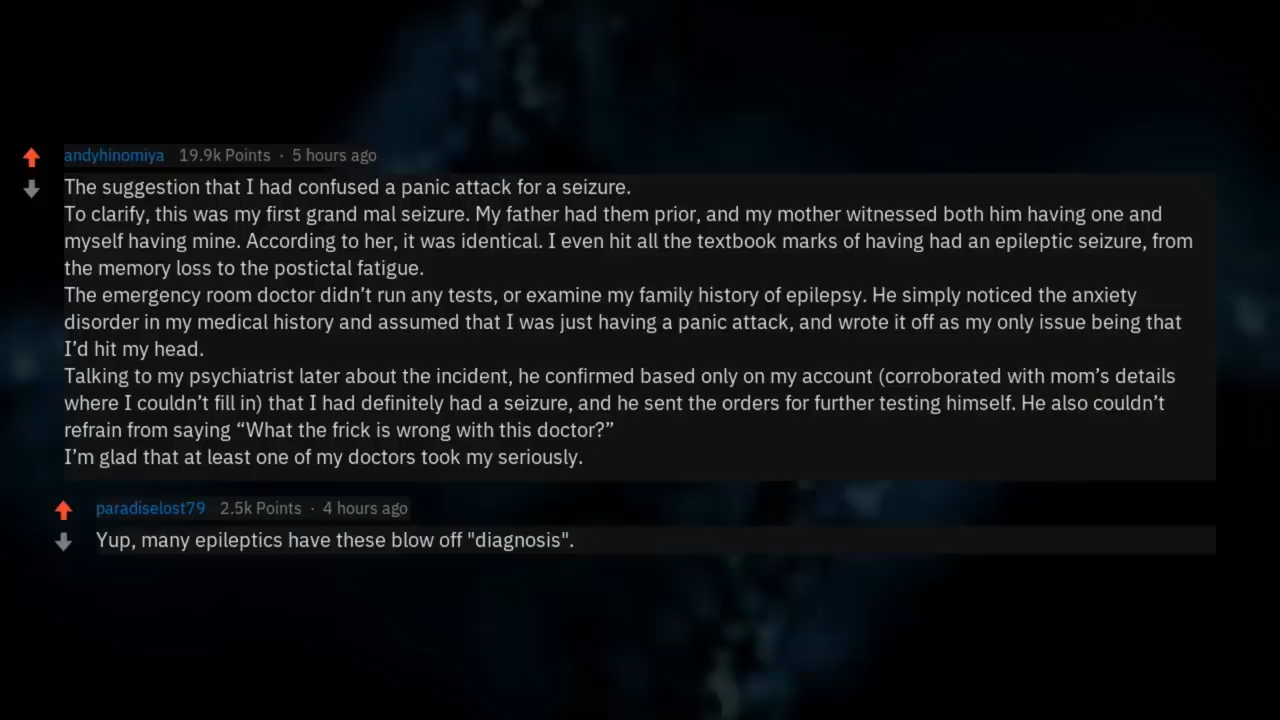 andyhinomiya 19.9k Points · 5 hours ago
The suggestion that I had confused a panic attack for a seizure.
To clarify, this was my first grand mal seizure. My father had them prior, and my mother witnessed both him having one and
myself having mine. According to her, it was identical. I even hit all the textbook marks of having had an epileptic seizure, from
the memory loss to the postictal fatigue.
The emergency room doctor didn’t run any tests, or examine my family history of epilepsy. He simply noticed the anxiety
disorder in my medical history and assumed that I was just having a panic attack, and wrote it off as my only issue being that
I’d hit my head.
Talking to my psychiatrist later about the incident, he confirmed based only on my account (corroborated with mom’s details
where I couldn’t fill in) that I had definitely had a seizure, and he sent the orders for further testing himself. He also couldn’t
refrain from saying “What the frick is wrong with this doctor?”
I’m glad that at least one of my doctors took my seriously.
paradiselost79 2.5k Points · 4 hours ago
Yup, many epileptics have these blow off "diagnosis".